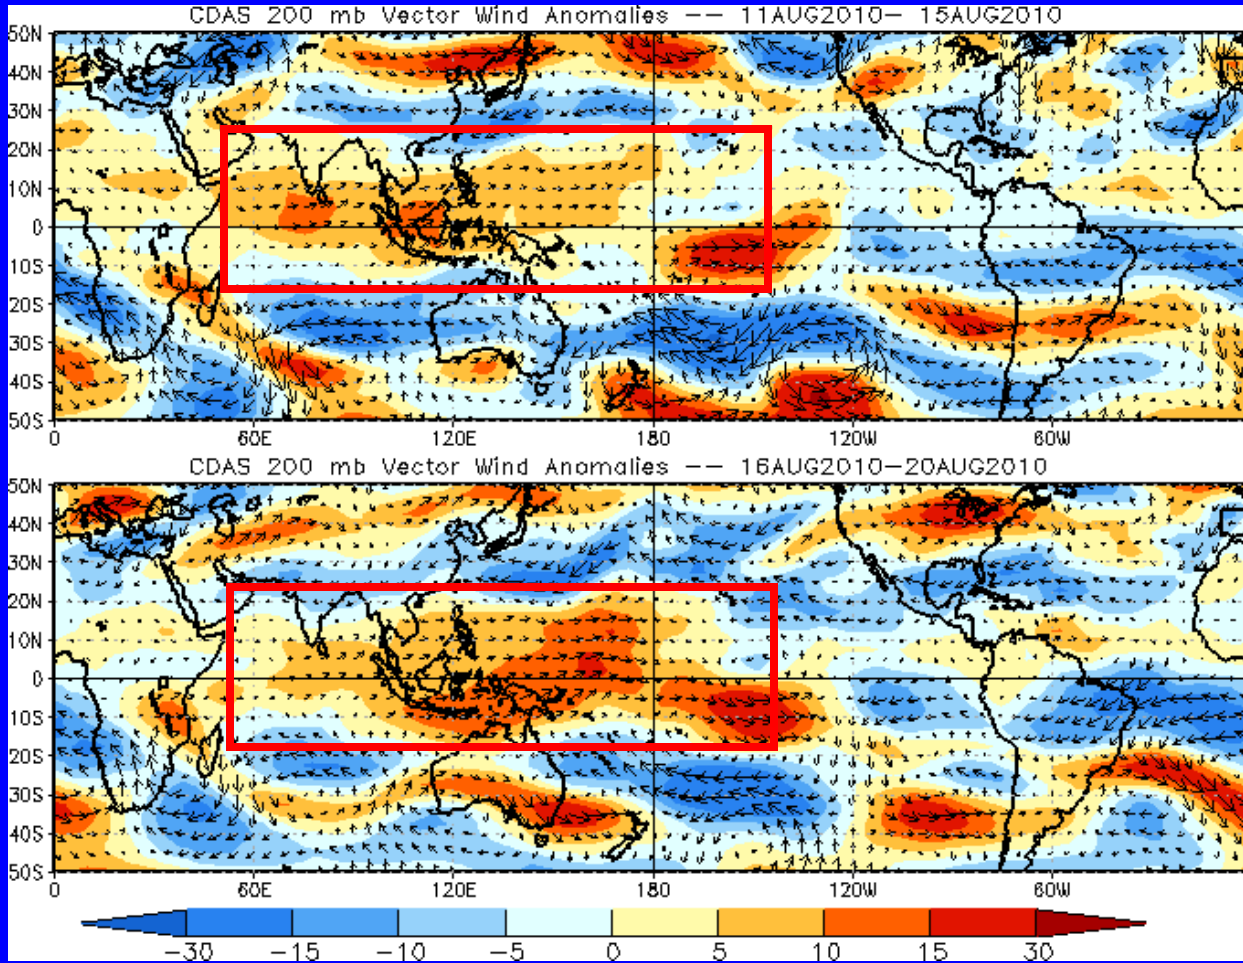 CDAS 200 mb Vector Wind Anomalies -- 11AUG2010- 15AUG2010
50N
40N
30N
20N
10N
0
10S
20S
30S
40S
50S
0 60E 120E 180 120W 60W
CDAS 200 mb Vector Wind Anomalies -- 16AUG2010-20AUG2010
50N
40N
30N
20N
10N
0
10S
20S
30S
40S
50S
0 60E 120E 180 120W 60W
-30 -15 -10 -5 0 5 10 15 30